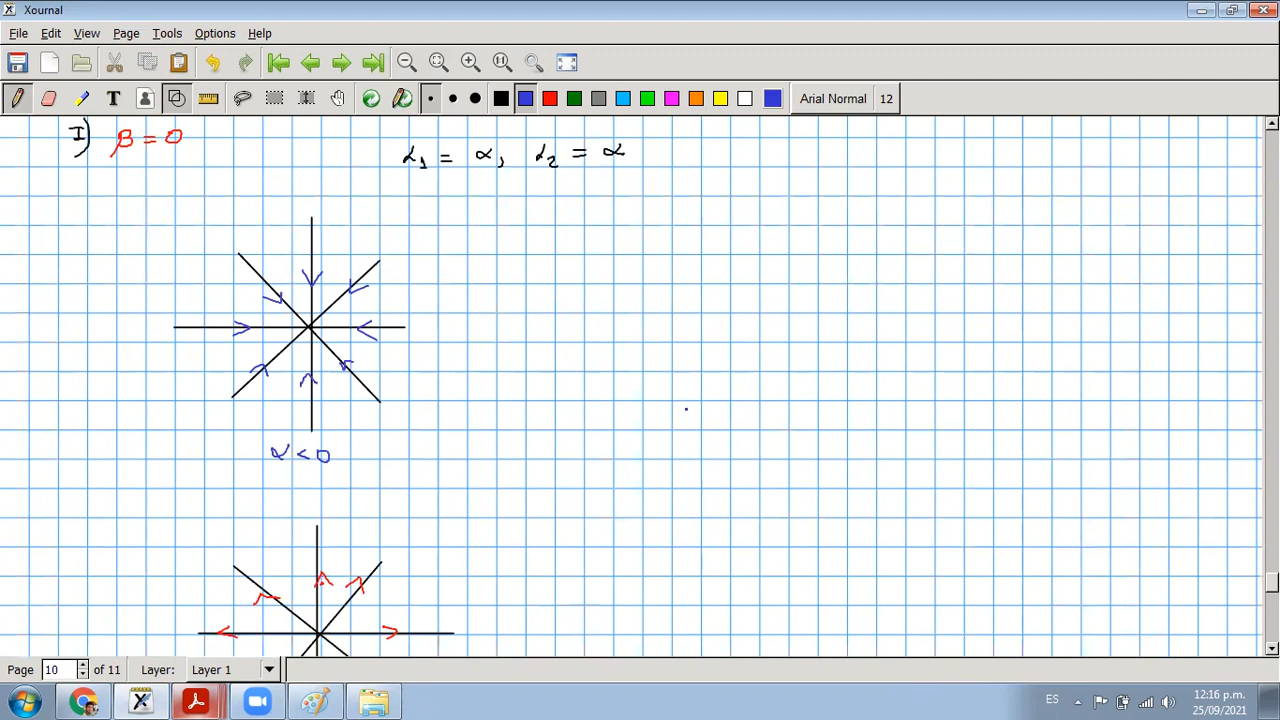 Xournal
File Edit View Page Tools Options Help
Arial Normal 12
I) β = 0
λ₁ = α, λ₂ = α
α < 0
Page 10 of 11 Layer: Layer 1
ES 12:16 p.m.
25/09/2021